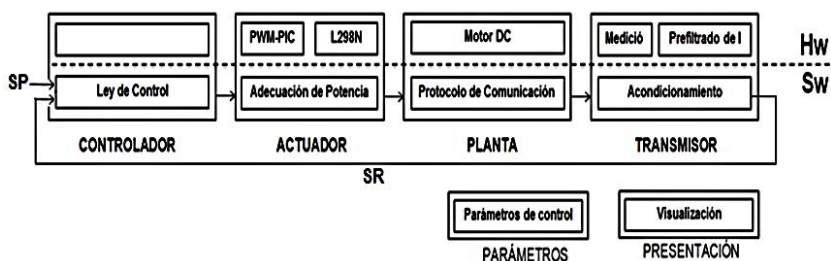 PWM-PIC L298N Motor DC Medició Prefiltrado de I Hw
SP Ley de Control Adecuación de Potencia Protocolo de Comunicación Acondicionamiento Sw
CONTROLADOR ACTUADOR PLANTA TRANSMISOR
SR
Parámetros de control Visualización
PARÁMETROS PRESENTACIÓN